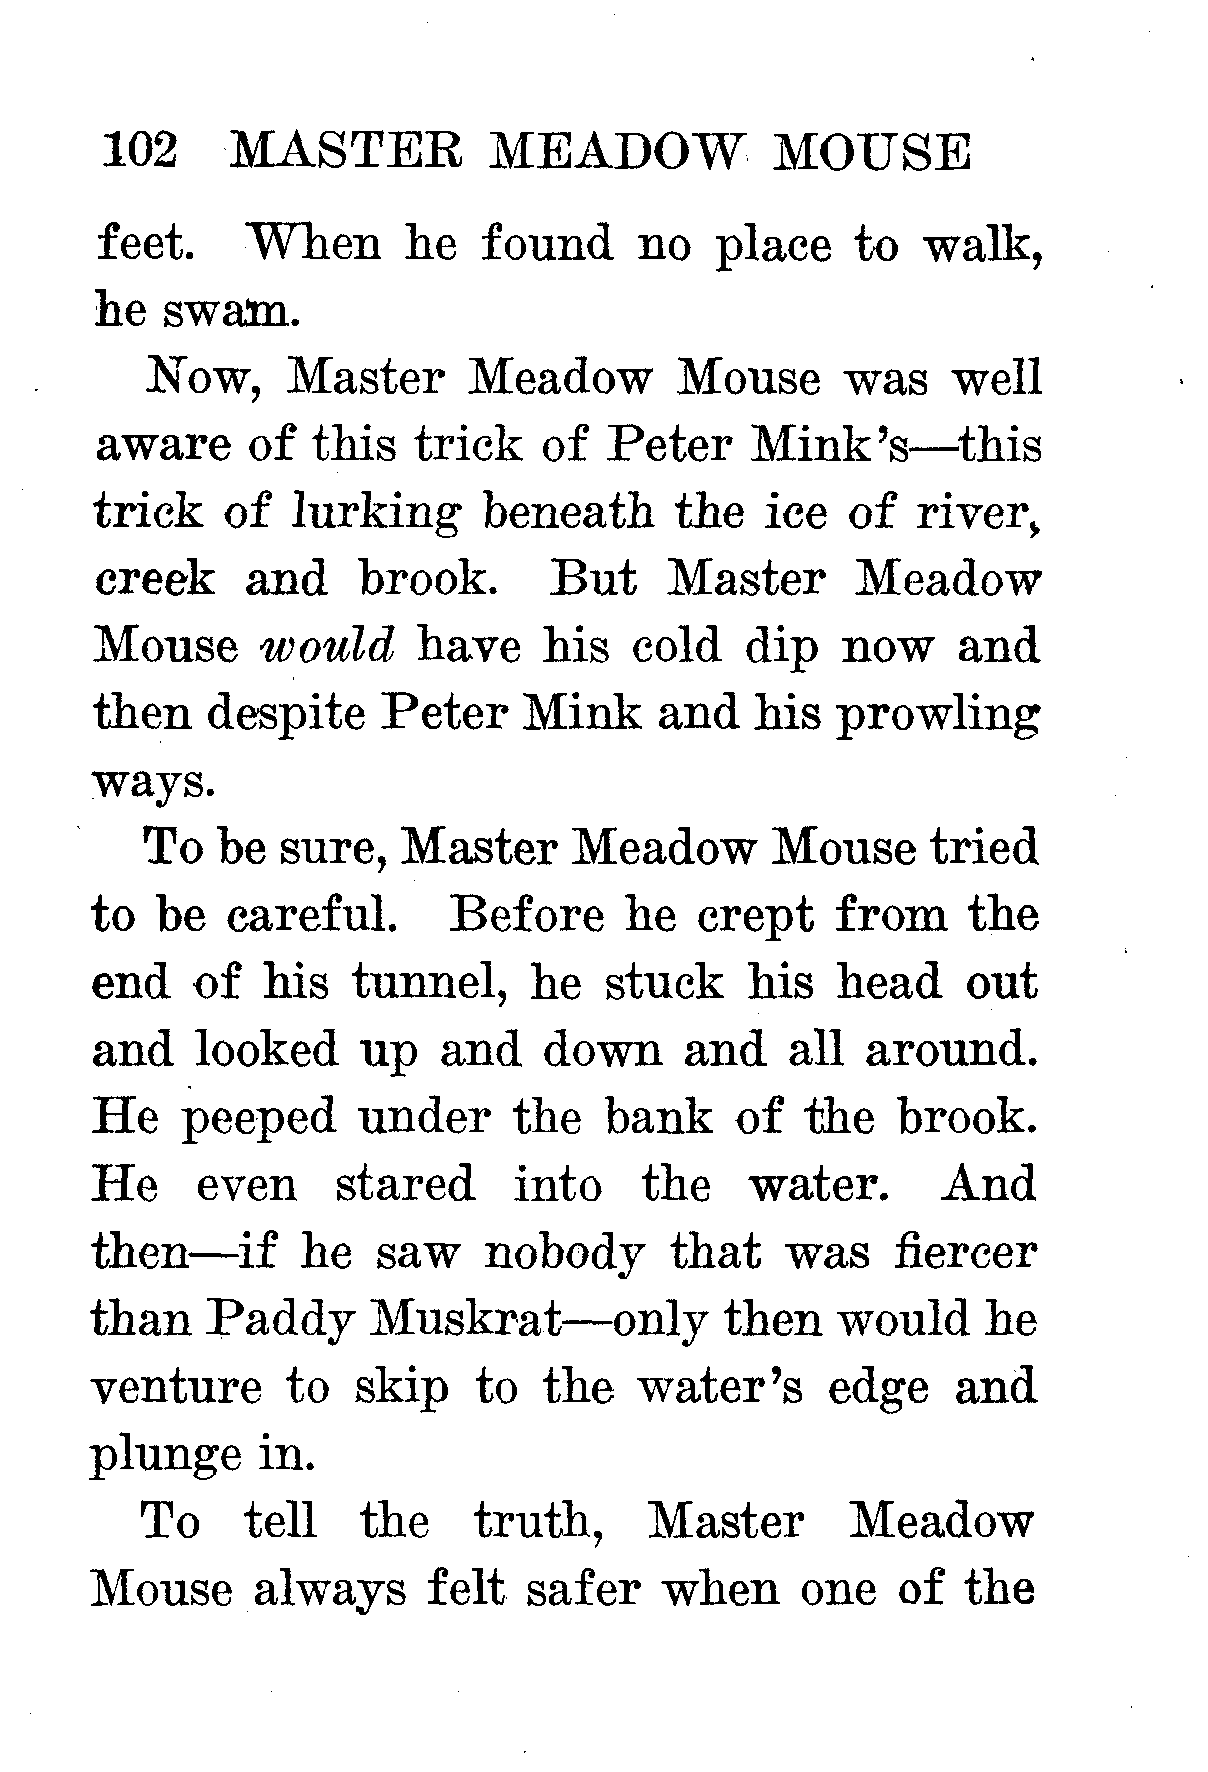 102 MASTER MEADOW MOUSE
feet. When he found no place to walk,
he swam.
Now, Master Meadow Mouse was well
aware of this trick of Peter Mink's—this
trick of lurking beneath the ice of river,
creek and brook. But Master Meadow
Mouse would have his cold dip now and
then despite Peter Mink and his prowling
ways.
To be sure, Master Meadow Mouse tried
to be careful. Before he crept from the
end of his tunnel, he stuck his head out
and looked up and down and all around.
He peeped under the bank of the brook.
He even stared into the water. And
then—if he saw nobody that was fiercer
than Paddy Muskrat—only then would he
venture to skip to the water's edge and
plunge in.
To tell the truth, Master Meadow
Mouse always felt safer when one of the